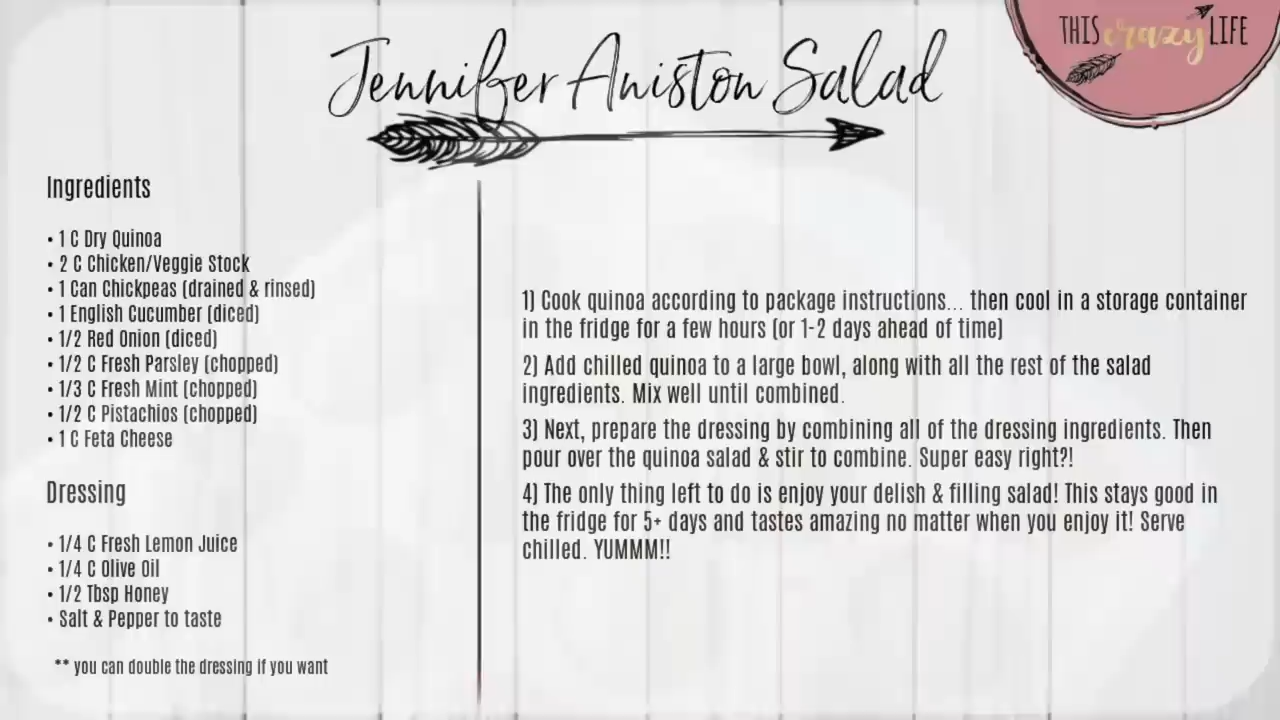 Jennifer Aniston Salad
THIS crazy LIFE
Ingredients
• 1 C Dry Quinoa
• 2 C Chicken/Veggie Stock
• 1 Can Chickpeas (drained & rinsed)
• 1 English Cucumber (diced)
• 1/2 Red Onion (diced)
• 1/2 C Fresh Parsley (chopped)
• 1/3 C Fresh Mint (chopped)
• 1/2 C Pistachios (chopped)
• 1 C Feta Cheese
Dressing
• 1/4 C Fresh Lemon Juice
• 1/4 C Olive Oil
• 1/2 Tbsp Honey
• Salt & Pepper to taste
** you can double the dressing if you want
1) Cook quinoa according to package instructions... then cool in a storage container
in the fridge for a few hours (or 1-2 days ahead of time)
2) Add chilled quinoa to a large bowl, along with all the rest of the salad
ingredients. Mix well until combined.
3) Next, prepare the dressing by combining all of the dressing ingredients. Then
pour over the quinoa salad & stir to combine. Super easy right?!
4) The only thing left to do is enjoy your delish & filling salad! This stays good in
the fridge for 5+ days and tastes amazing no matter when you enjoy it! Serve
chilled. YUMMM!!